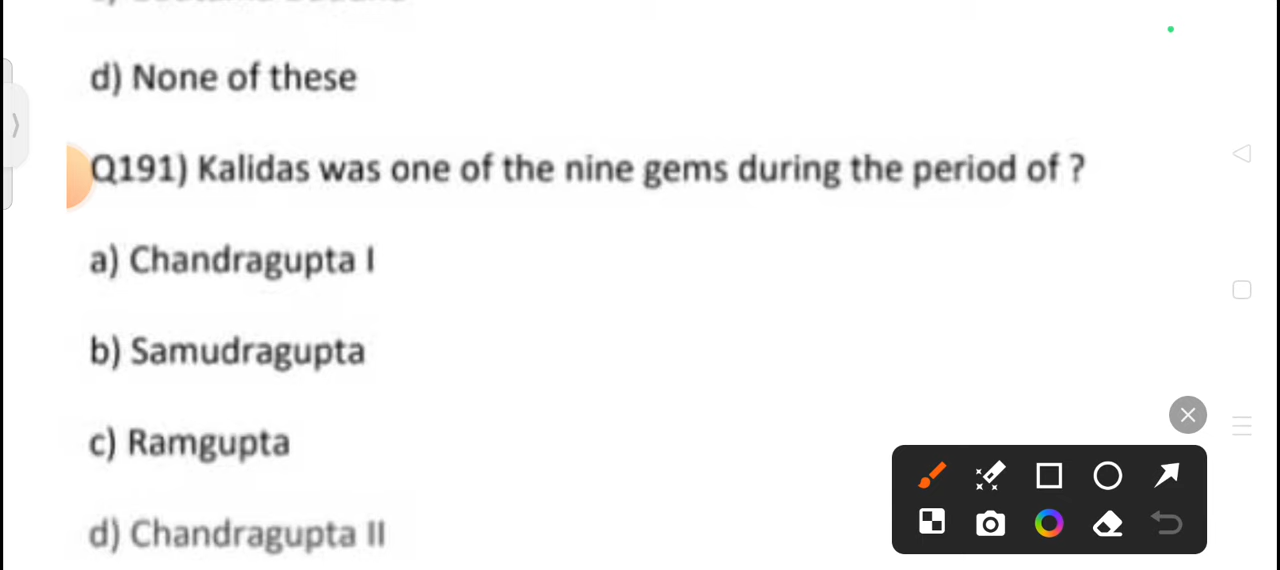 d) None of these
Q191) Kalidas was one of the nine gems during the period of ?
a) Chandragupta I
b) Samudragupta
c) Ramgupta
d) Chandragupta II